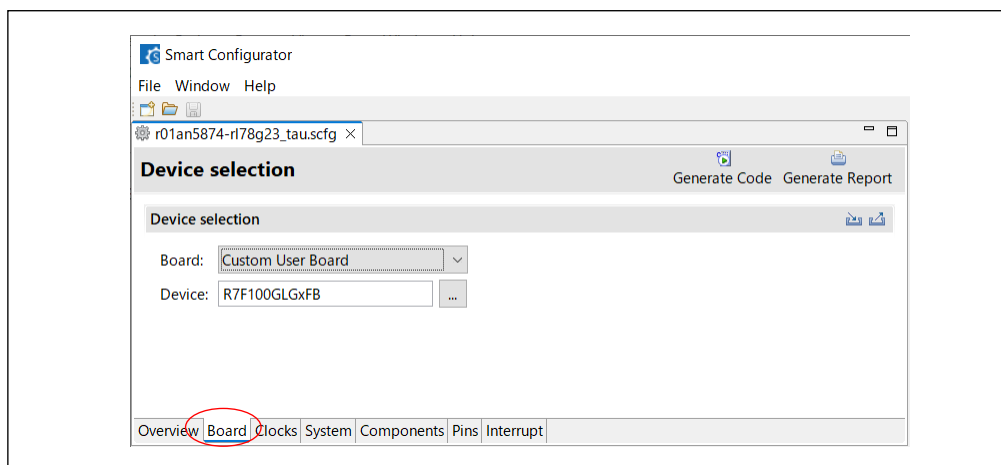 Smart Configurator
File Window Help
r01an5874-rl78g23_tau.scfg
Device selection
Generate Code Generate Report
Device selection
Board: Custom User Board
Device: R7F100GLGxFB ...
Overview Board Clocks System Components Pins Interrupt